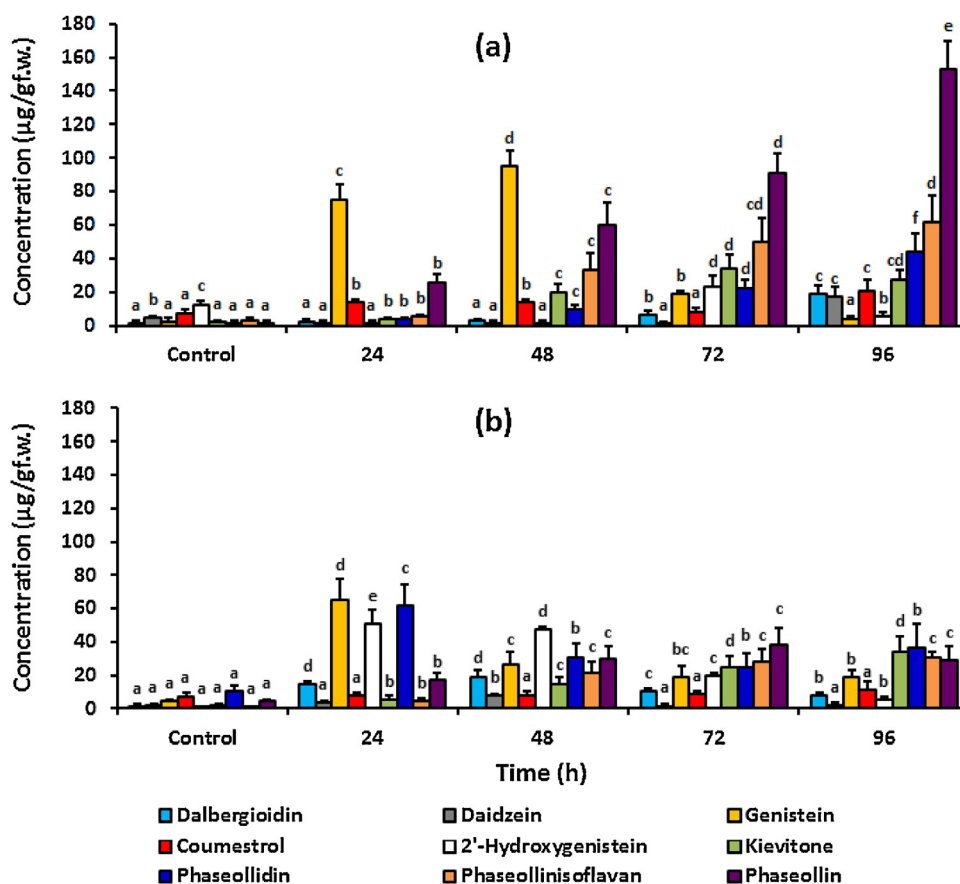 (a)
Concentration (µg/gf.w.)
180
160
140
120
100
80
60
40
20
0
a b a a c a a a a
a a c b a b b b b
a a d b a c c c c
b a b a d d d cd d
c c a c b cd f d e
Control 24 48 72 96
(b)
Concentration (µg/gf.w.)
180
160
140
120
100
80
60
40
20
0
a a a a a a a a a
d a d a e b c b b
d b c a d c b c c
c a bc a c d b c c
b a b a b d b c c
Control 24 48 72 96
Time (h)
Dalbergioidin Daidzein Genistein
Coumestrol 2'-Hydroxygenistein Kievitone
Phaseollidin Phaseollinisoflavan Phaseollin